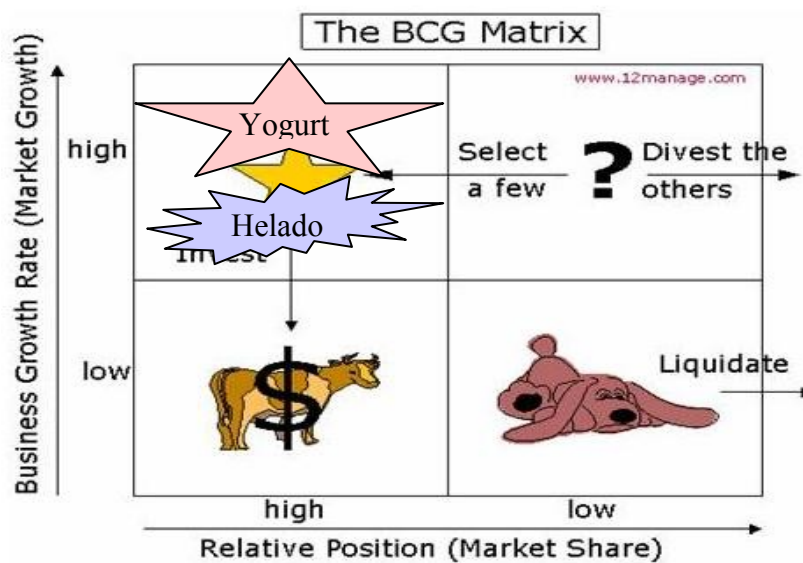 The BCG Matrix
www.12manage.com
Business Growth Rate (Market Growth)
high
low
Yogurt
Helado
Invest
Select
a few
?
Divest the
others
$
Liquidate
high
low
Relative Position (Market Share)